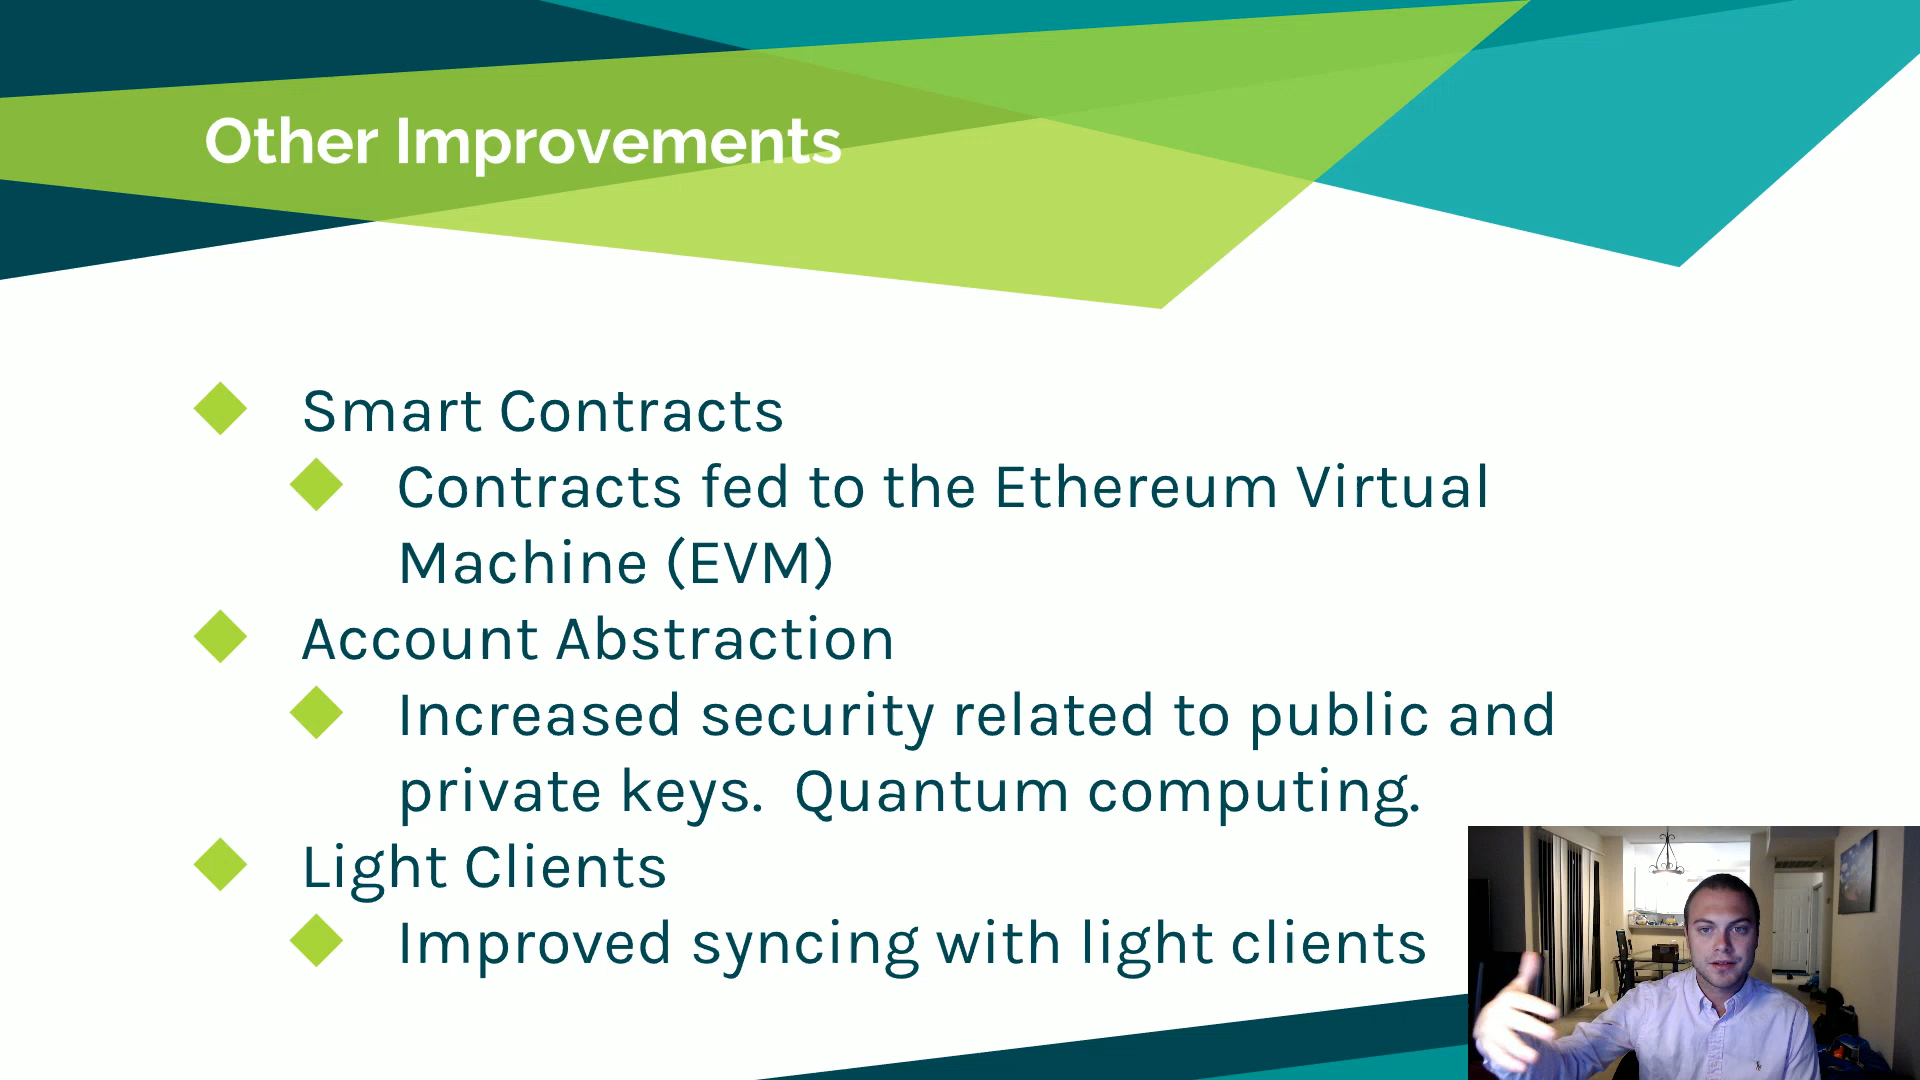 Other Improvements
Smart Contracts
Contracts fed to the Ethereum Virtual
Machine (EVM)
Account Abstraction
Increased security related to public and
private keys.  Quantum computing.
Light Clients
Improved syncing with light clients